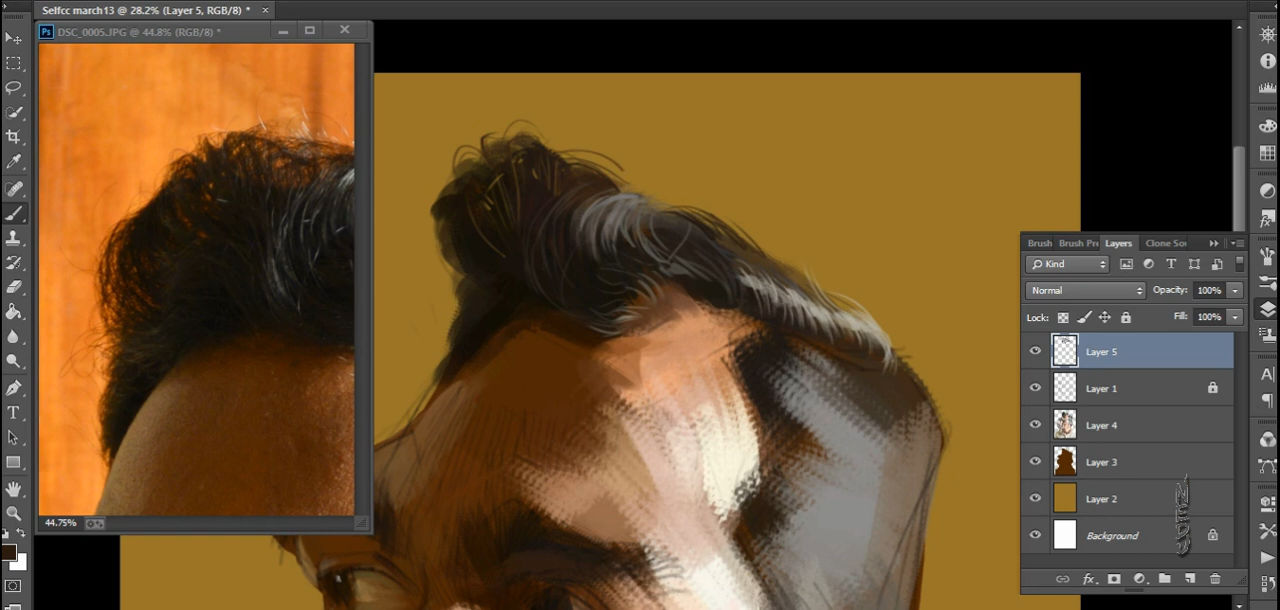 Selfcc march13 @ 28.2% (Layer 5, RGB/8) *
Ps DSC_0005.JPG @ 44.8% (RGB/8) *
Brush Brush Pre Layers Clone Sou
Kind
Normal Opacity: 100%
Lock: Fill: 100%
Layer 5
Layer 1
Layer 4
Layer 3
Layer 2
Background
44.75%